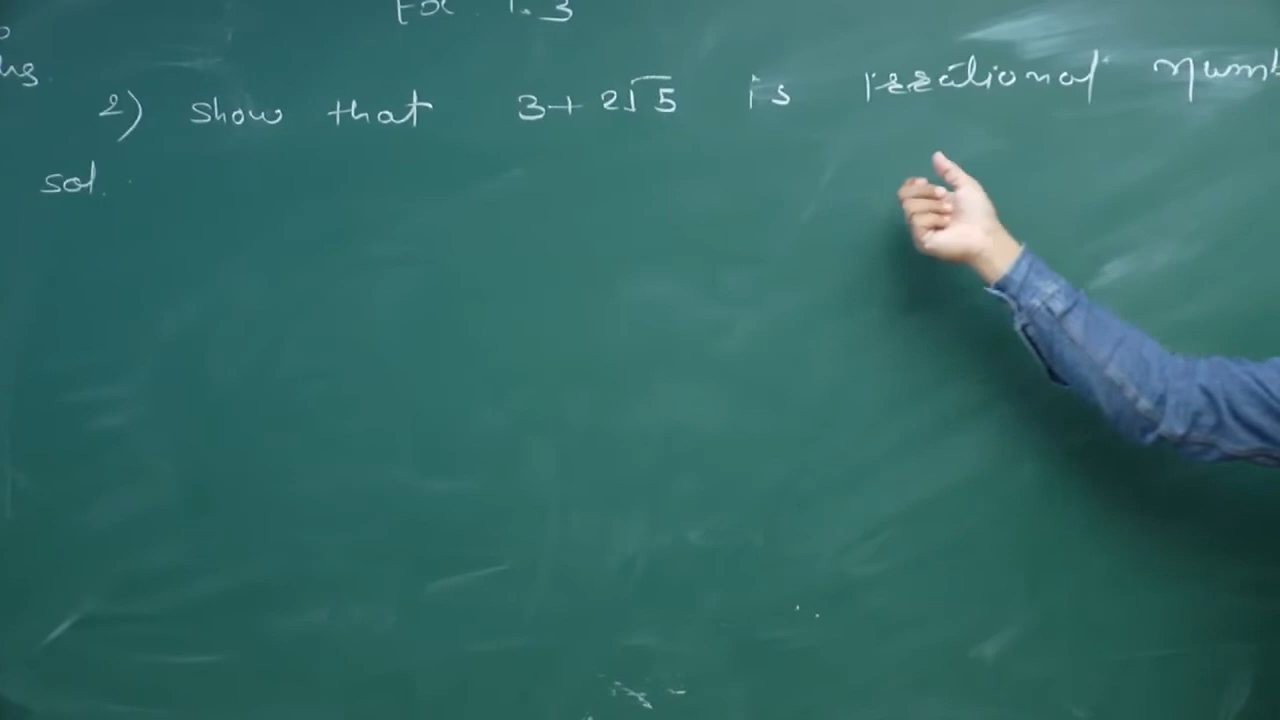 Ex 1.3
2) show that 3+2√5 is irrational
sol.